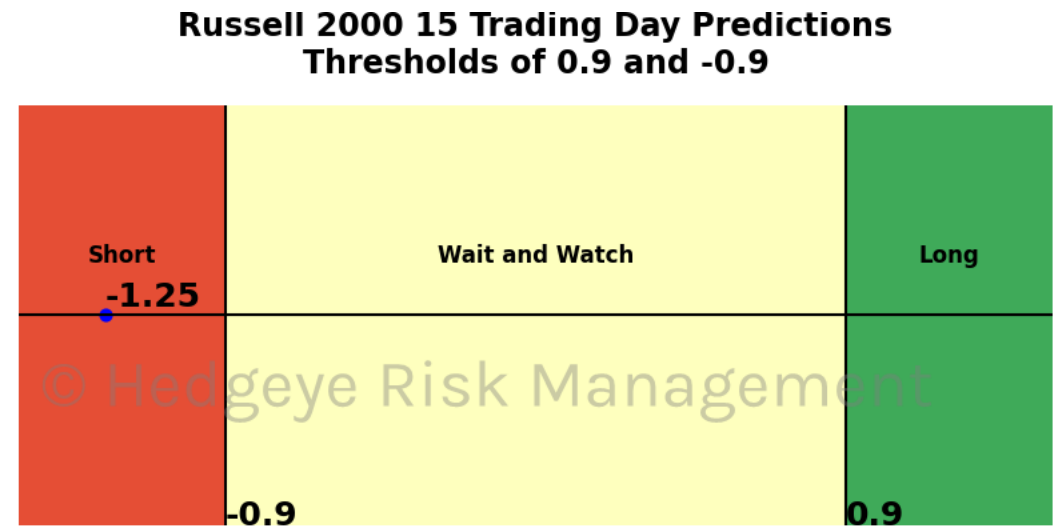 Russell 2000 15 Trading Day Predictions
Thresholds of 0.9 and -0.9
Short
Wait and Watch
Long
-1.25
© Hedgeye Risk Management
-0.9
0.9